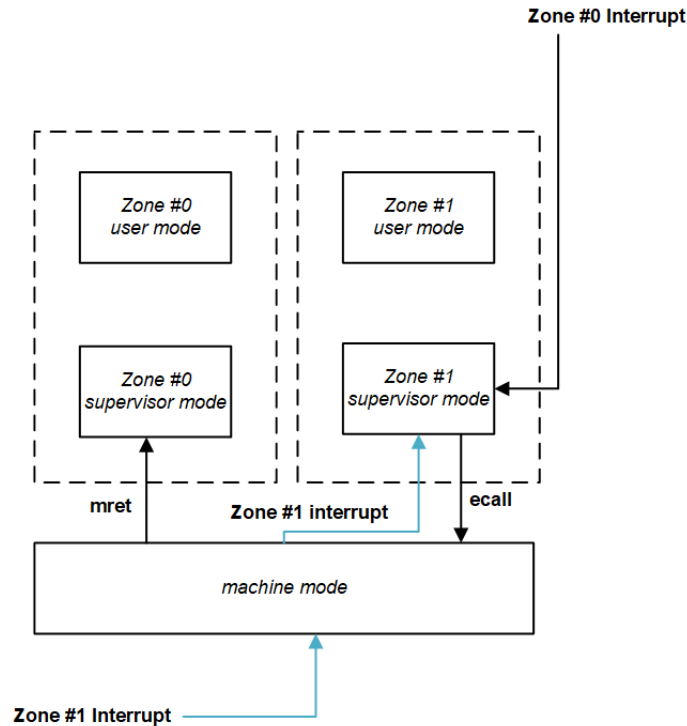 Zone #0 Interrupt
Zone #0
user mode
Zone #1
user mode
Zone #0
supervisor mode
Zone #1
supervisor mode
mret
Zone #1 interrupt
ecall
machine mode
Zone #1 Interrupt